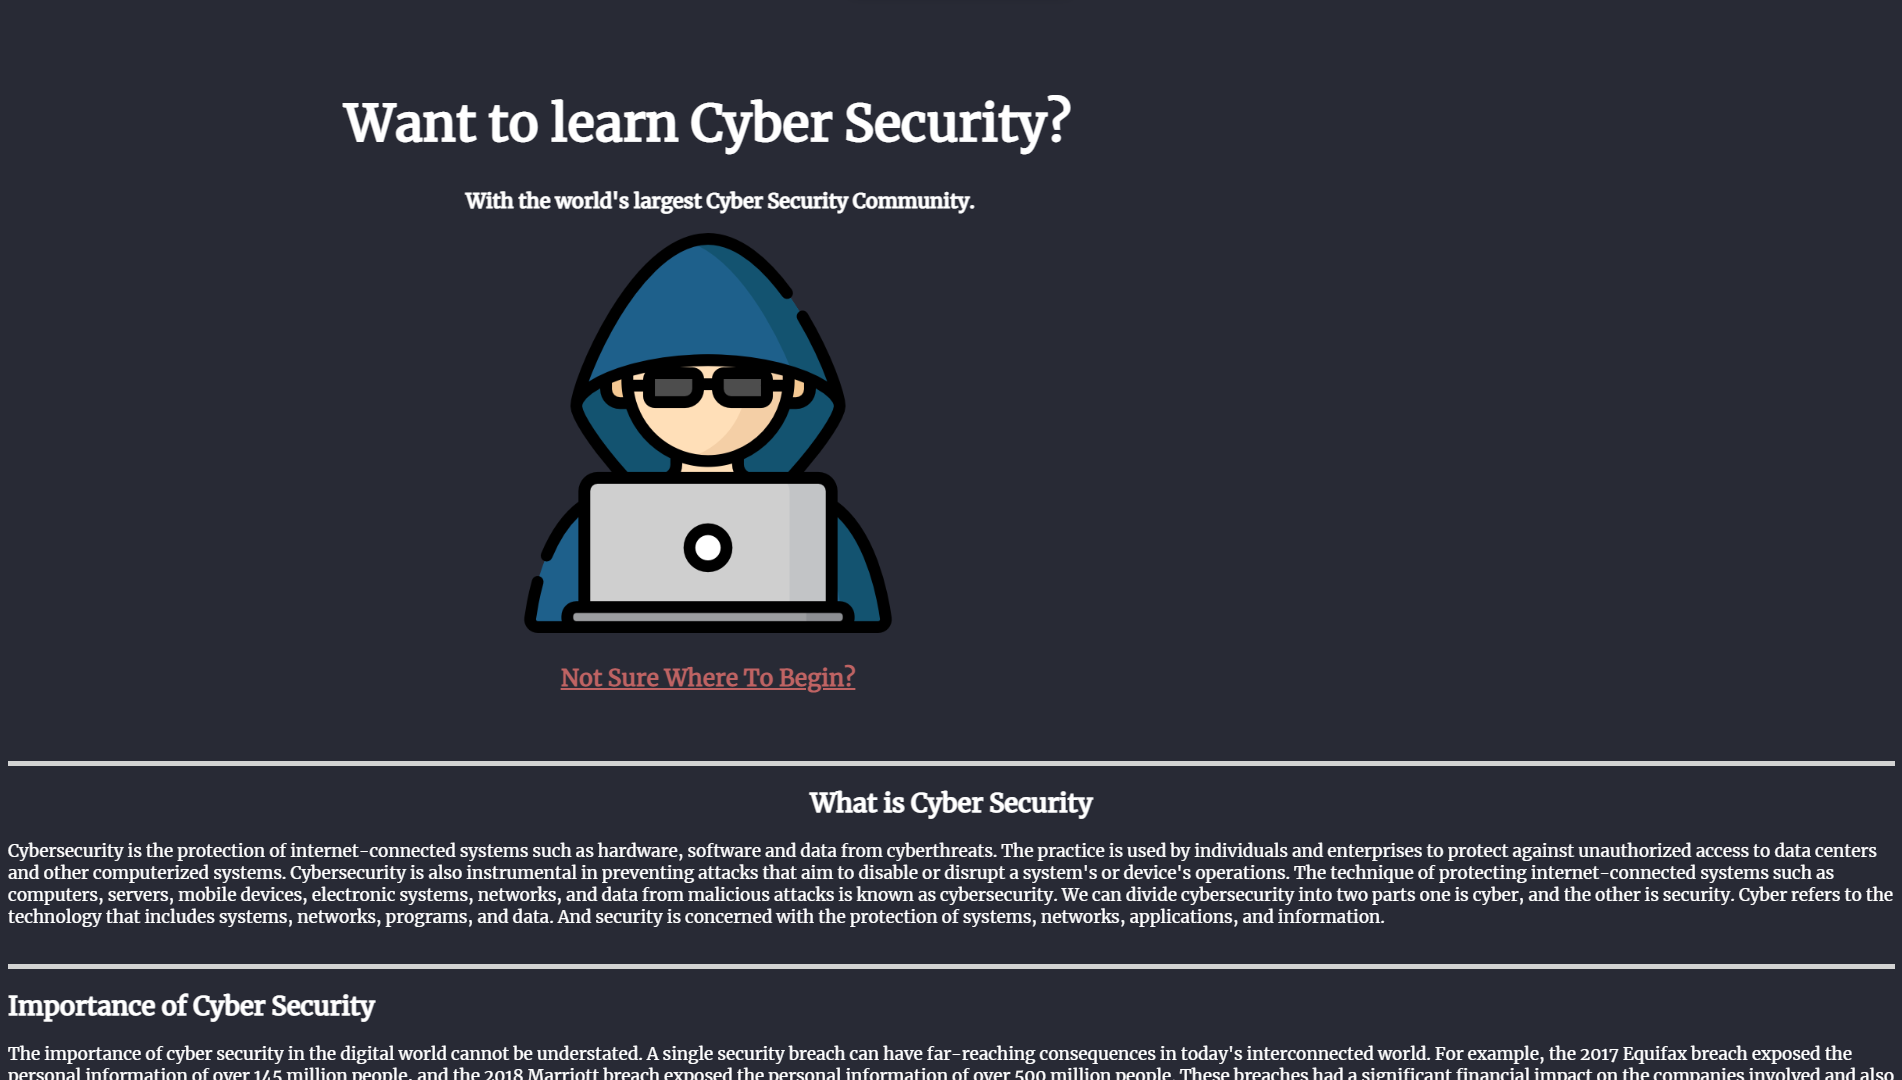 Want to learn Cyber Security?
With the world's largest Cyber Security Community.
Not Sure Where To Begin?
What is Cyber Security
Cybersecurity is the protection of internet-connected systems such as hardware, software and data from cyberthreats. The practice is used by individuals and enterprises to protect against unauthorized access to data centers
and other computerized systems. Cybersecurity is also instrumental in preventing attacks that aim to disable or disrupt a system's or device's operations. The technique of protecting internet-connected systems such as
computers, servers, mobile devices, electronic systems, networks, and data from malicious attacks is known as cybersecurity. We can divide cybersecurity into two parts one is cyber, and the other is security. Cyber refers to the
technology that includes systems, networks, programs, and data. And security is concerned with the protection of systems, networks, applications, and information.
Importance of Cyber Security
The importance of cyber security in the digital world cannot be understated. A single security breach can have far-reaching consequences in today's interconnected world. For example, the 2017 Equifax breach exposed the
personal information of over 145 million people, and the 2018 Marriott breach exposed the personal information of over 500 million people. These breaches had a significant financial impact on the companies involved and also